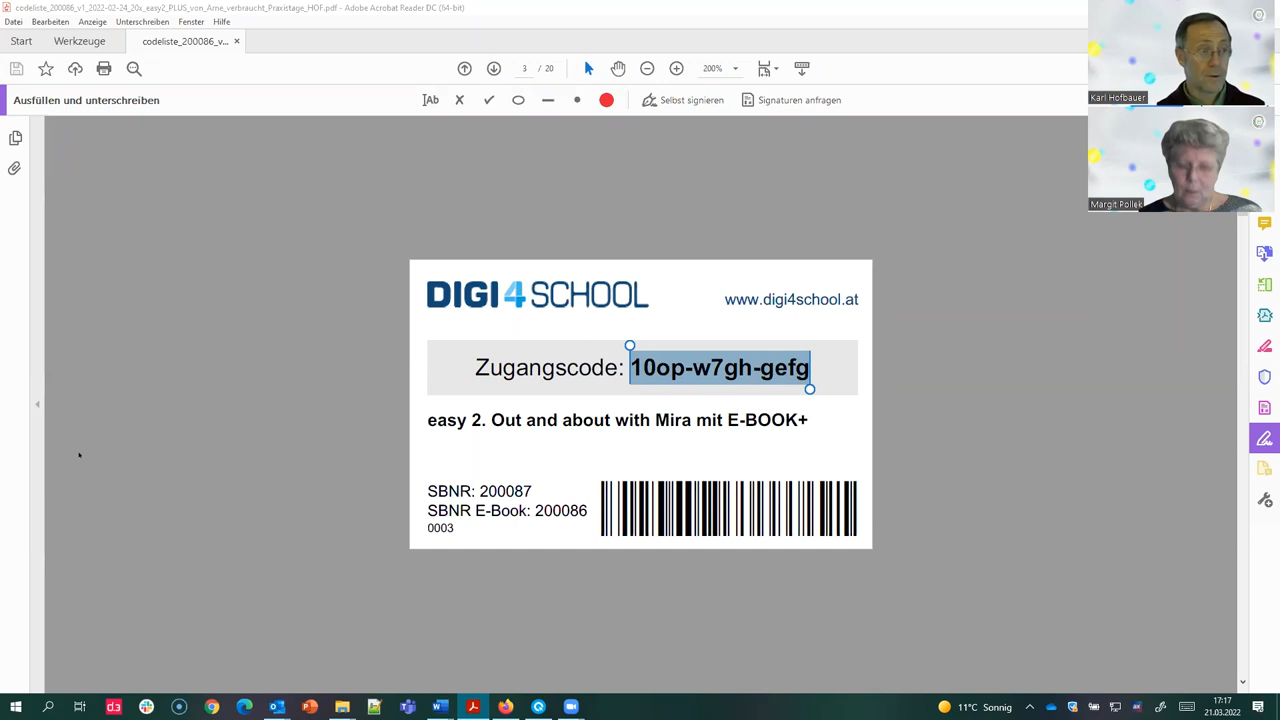 codeliste_200086_v1_2022-02-24_20x_easy2_PLUS_von_Arne_verbraucht_Praxistage_HOF.pdf - Adobe Acrobat Reader DC (64-bit)
Datei Bearbeiten Anzeige Unterschreiben Fenster Hilfe
Start Werkzeuge codeliste_200086_v... ×
3 / 20 200%
Ausfüllen und unterschreiben Ab Selbst signieren Signaturen anfragen
Karl Hofbauer
Margit Pollek
DIGI4SCHOOL www.digi4school.at
Zugangscode: 10op-w7gh-gefg
easy 2. Out and about with Mira mit E-BOOK+
SBNR: 200087
SBNR E-Book: 200086
0003
11°C Sonnig 17:17
21.03.2022